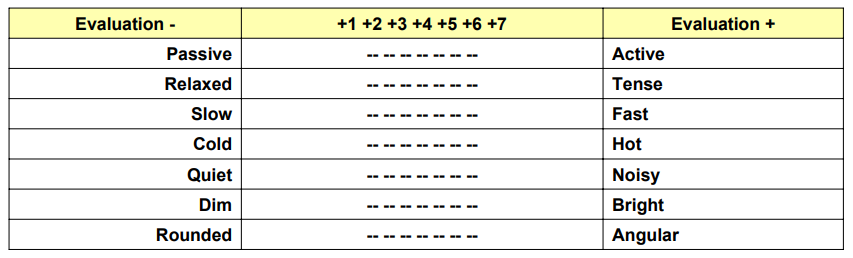 Evaluation - +1 +2 +3 +4 +5 +6 +7 Evaluation +
Passive -- -- -- -- -- -- -- Active
Relaxed -- -- -- -- -- -- -- Tense
Slow -- -- -- -- -- -- -- Fast
Cold -- -- -- -- -- -- -- Hot
Quiet -- -- -- -- -- -- -- Noisy
Dim -- -- -- -- -- -- -- Bright
Rounded -- -- -- -- -- -- -- Angular